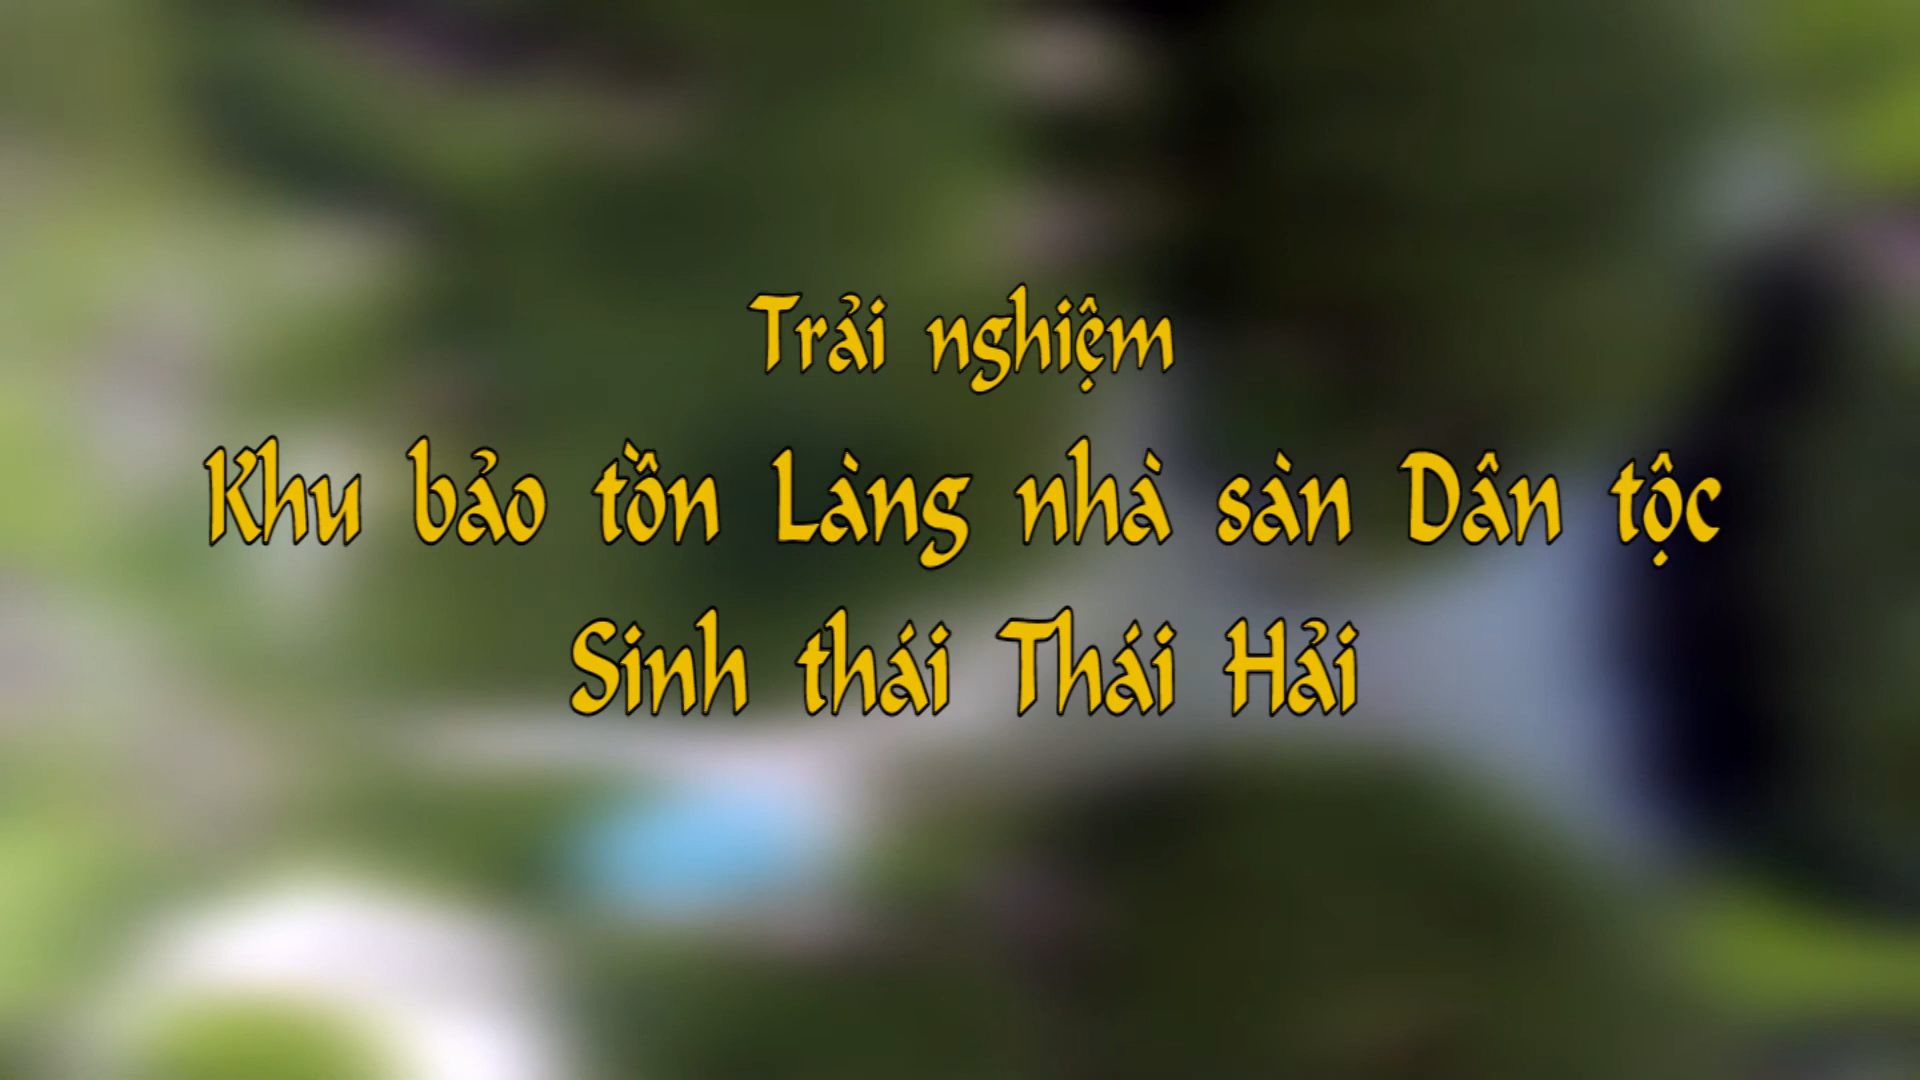 Trải nghiệm
Khu bảo tồn Làng nhà sàn Dân tộc
Sinh thái Thái Hải